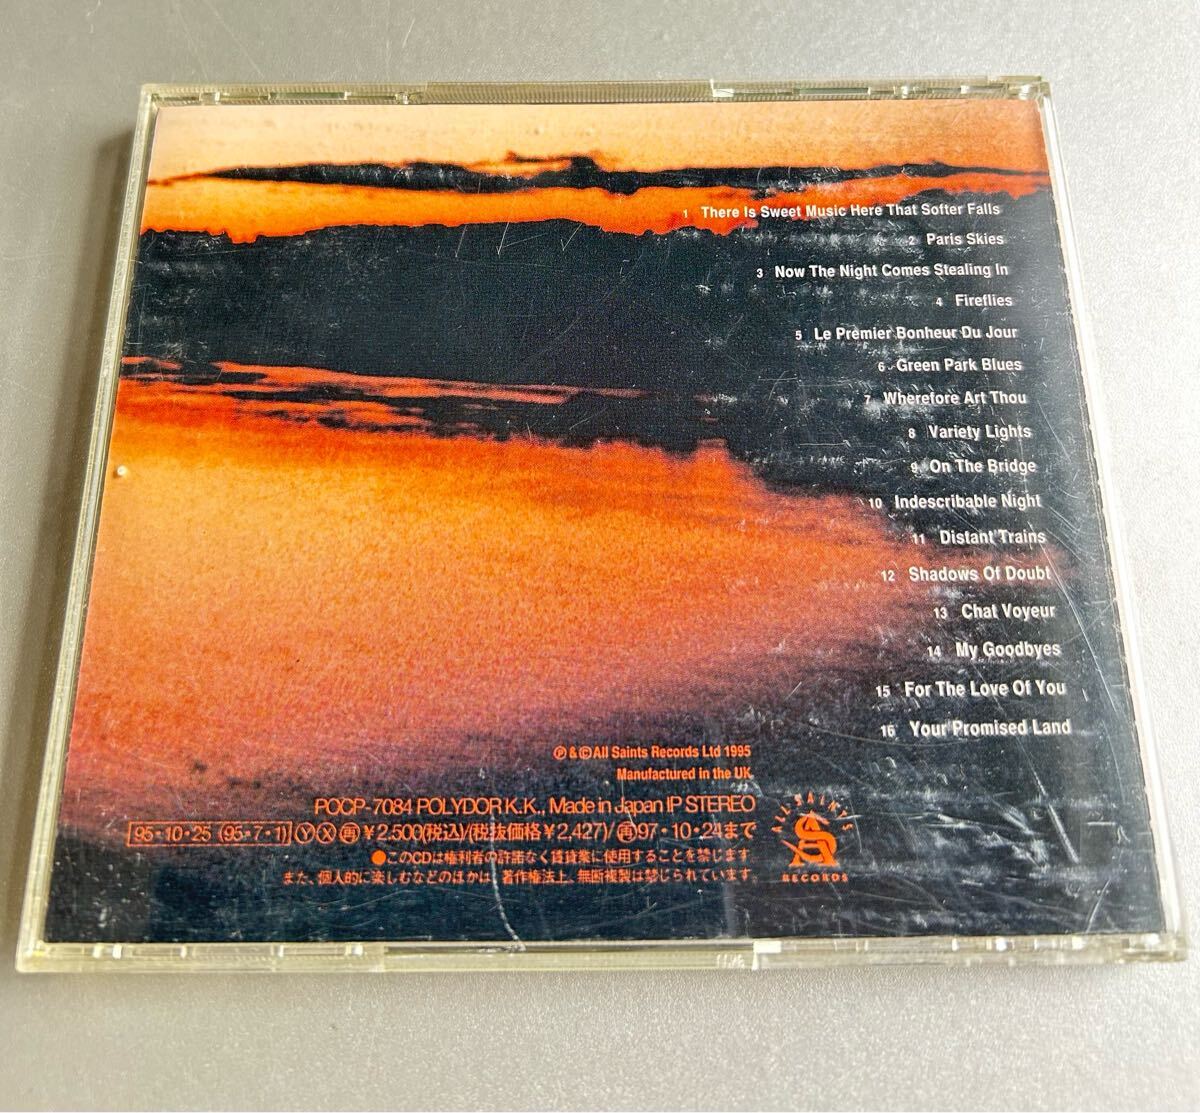 1 There Is Sweet Music Here That Softer Falls
2 Paris Skies
3 Now The Night Comes Stealing In
4 Fireflies
5 Le Premier Bonheur Du Jour
6 Green Park Blues
7 Wherefore Art Thou
8 Variety Lights
9 On The Bridge
10 Indescribable Night
11 Distant Trains
12 Shadows Of Doubt
13 Chat Voyeur
14 My Goodbyes
15 For The Love Of You
16 Your Promised Land
Ⓟ & ©All Saints Records Ltd 1995
Manufactured in the UK
POCP-7084 POLYDOR K.K., Made in Japan IP STEREO
95・10・25 (95・7・1) Ⓨ Ⓧ ㊞¥2,500(税込)/(税抜価格¥2,427)/ 再97・10・24まで
●このCDは権利者の許諾なく賃貸業に使用することを禁じます
また、個人的に楽しむなどのほかは、著作権法上、無断複製は禁じられています。
ALL SAINTS
AS
RECORDS